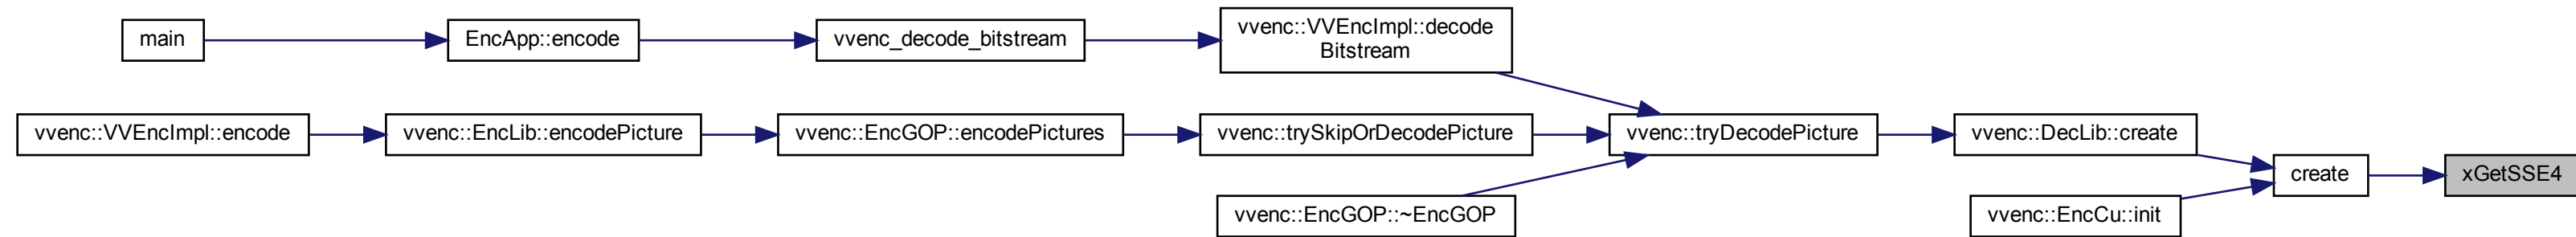 main
EncApp::encode
vvenc_decode_bitstream
vvenc::VVEncImpl::decode
Bitstream
vvenc::VVEncImpl::encode
vvenc::EncLib::encodePicture
vvenc::EncGOP::encodePictures
vvenc::trySkipOrDecodePicture
vvenc::tryDecodePicture
vvenc::DecLib::create
create
xGetSSE4
vvenc::EncGOP::~EncGOP
vvenc::EncCu::init